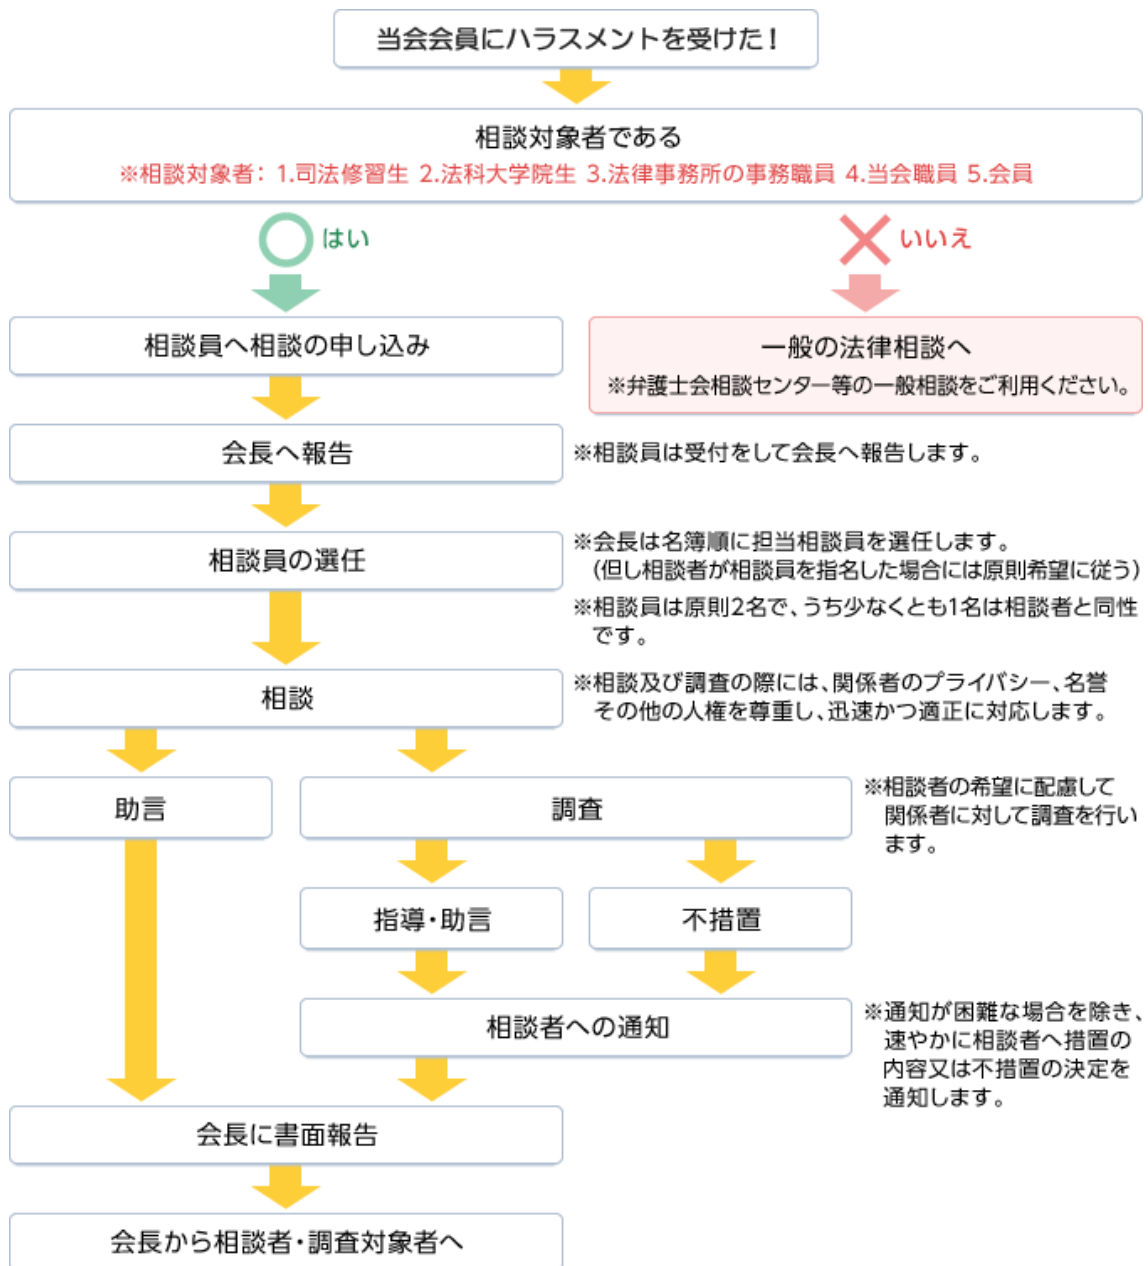 当会会員にハラスメントを受けた！
相談対象者である
※相談対象者： 1.司法修習生 2.法科大学院生 3.法律事務所の事務職員 4.当会職員 5.会員
はい
いいえ
相談員へ相談の申し込み
一般の法律相談へ
※弁護士会相談センター等の一般相談をご利用ください。
会長へ報告
※相談員は受付をして会長へ報告します。
相談員の選任
※会長は名簿順に担当相談員を選任します。
（但し相談者が相談員を指名した場合には原則希望に従う）
※相談員は原則2名で、うち少なくとも1名は相談者と同性
です。
相談
※相談及び調査の際には、関係者のプライバシー、名誉
その他の人権を尊重し、迅速かつ適正に対応します。
助言
調査
※相談者の希望に配慮して
関係者に対して調査を行い
ます。
指導・助言
不措置
相談者への通知
※通知が困難な場合を除き、
速やかに相談者へ措置の
内容又は不措置の決定を
通知します。
会長に書面報告
会長から相談者・調査対象者へ